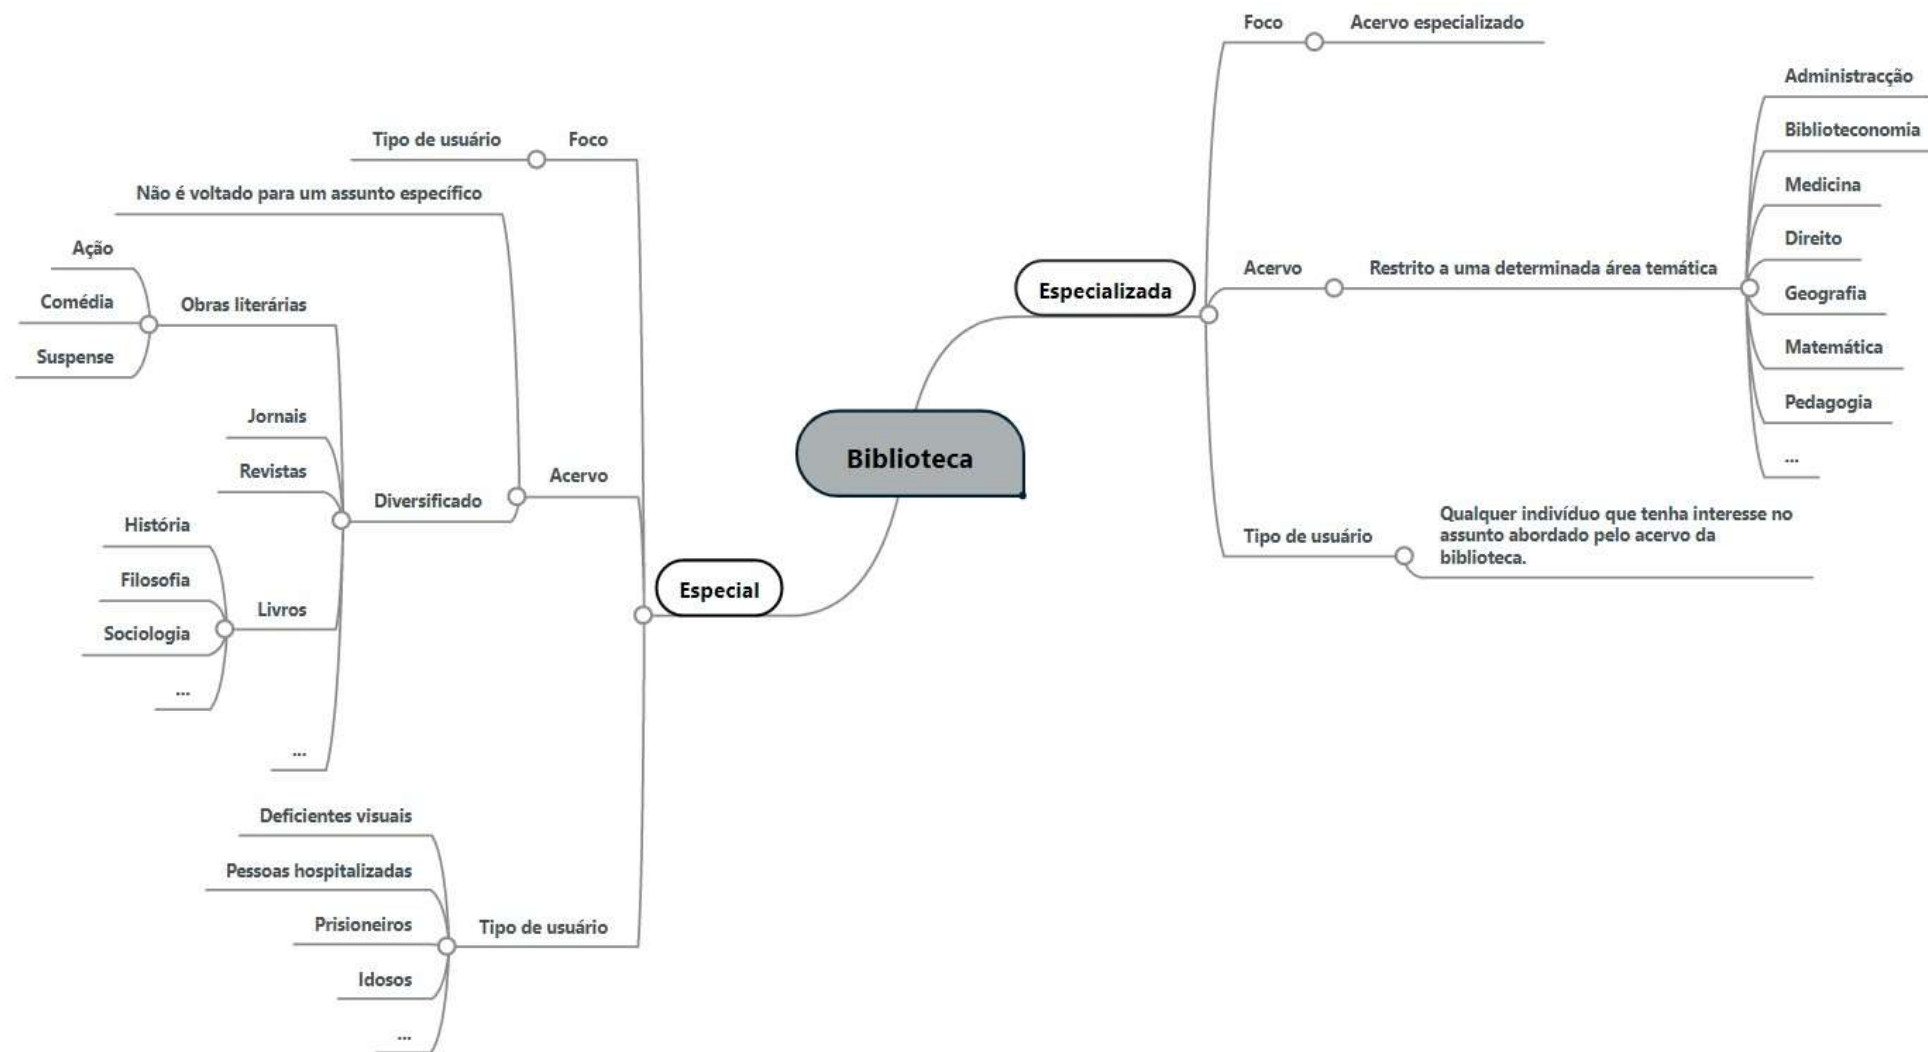 Biblioteca
Especializada
Foco
Acervo especializado
Acervo
Restrito a uma determinada área temática
Administracção
Biblioteconomia
Medicina
Direito
Geografia
Matemática
Pedagogia
...
Tipo de usuário
Qualquer indivíduo que tenha interesse no
assunto abordado pelo acervo da
biblioteca.
Especial
Foco
Tipo de usuário
Acervo
Não é voltado para um assunto específico
Diversificado
Obras literárias
Ação
Comédia
Suspense
Jornais
Revistas
Livros
História
Filosofia
Sociologia
...
...
Tipo de usuário
Deficientes visuais
Pessoas hospitalizadas
Prisioneiros
Idosos
...